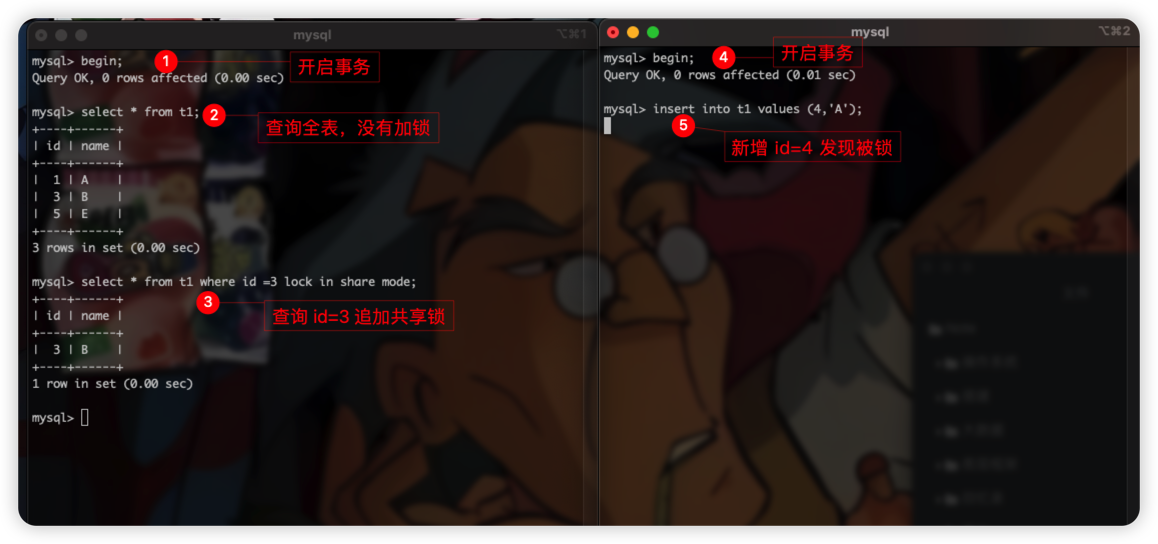 mysql ⌥⌘1
mysql> begin;
1
开启事务
Query OK, 0 rows affected (0.00 sec)
mysql> select * from t1;
2
查询全表，没有加锁
+----+------+
| id | name |
+----+------+
|  1 | A    |
|  3 | B    |
|  5 | E    |
+----+------+
3 rows in set (0.00 sec)
mysql> select * from t1 where id =3 lock in share mode;
3
查询 id=3 追加共享锁
+----+------+
| id | name |
+----+------+
|  3 | B    |
+----+------+
1 row in set (0.00 sec)
mysql>
mysql ⌥⌘2
mysql> begin;
4
开启事务
Query OK, 0 rows affected (0.01 sec)
mysql> insert into t1 values (4,'A');
5
新增 id=4 发现被锁